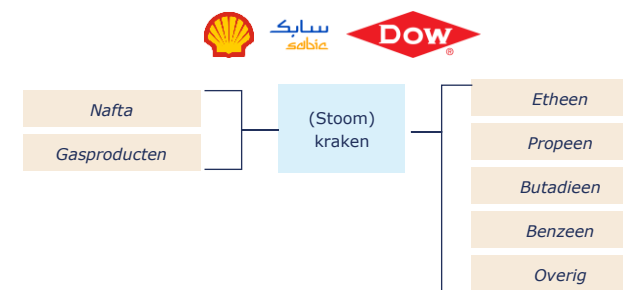 سابك
sabic
DOW
®
Nafta
Gasproducten
(Stoom)
kraken
Etheen
Propeen
Butadieen
Benzeen
Overig